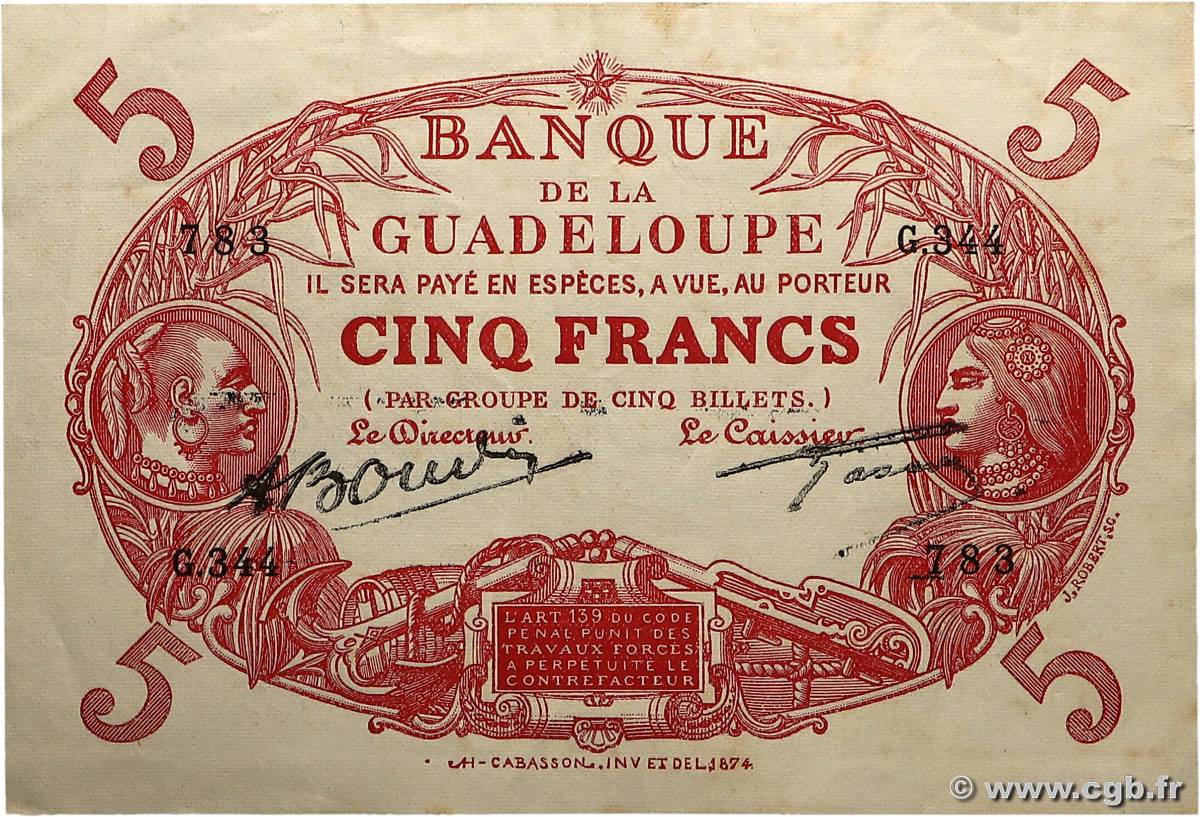 5 5
BANQUE
DE LA
GUADELOUPE
783 G.344
IL SERA PAYÉ EN ESPÈCES, A VUE, AU PORTEUR
CINQ FRANCS
(PAR GROUPE DE CINQ BILLETS.)
Le Directeur. Le Caissier
G.344 783
L'ART. 139 DU CODE
PENAL PUNIT DES
TRAVAUX FORCÉS
A PERPÉTUITÉ LE
CONTREFACTEUR
J. ROBERT. SC.
5 5
H-CABASSON, INV ET DEL, 1874.
© www.cgb.fr